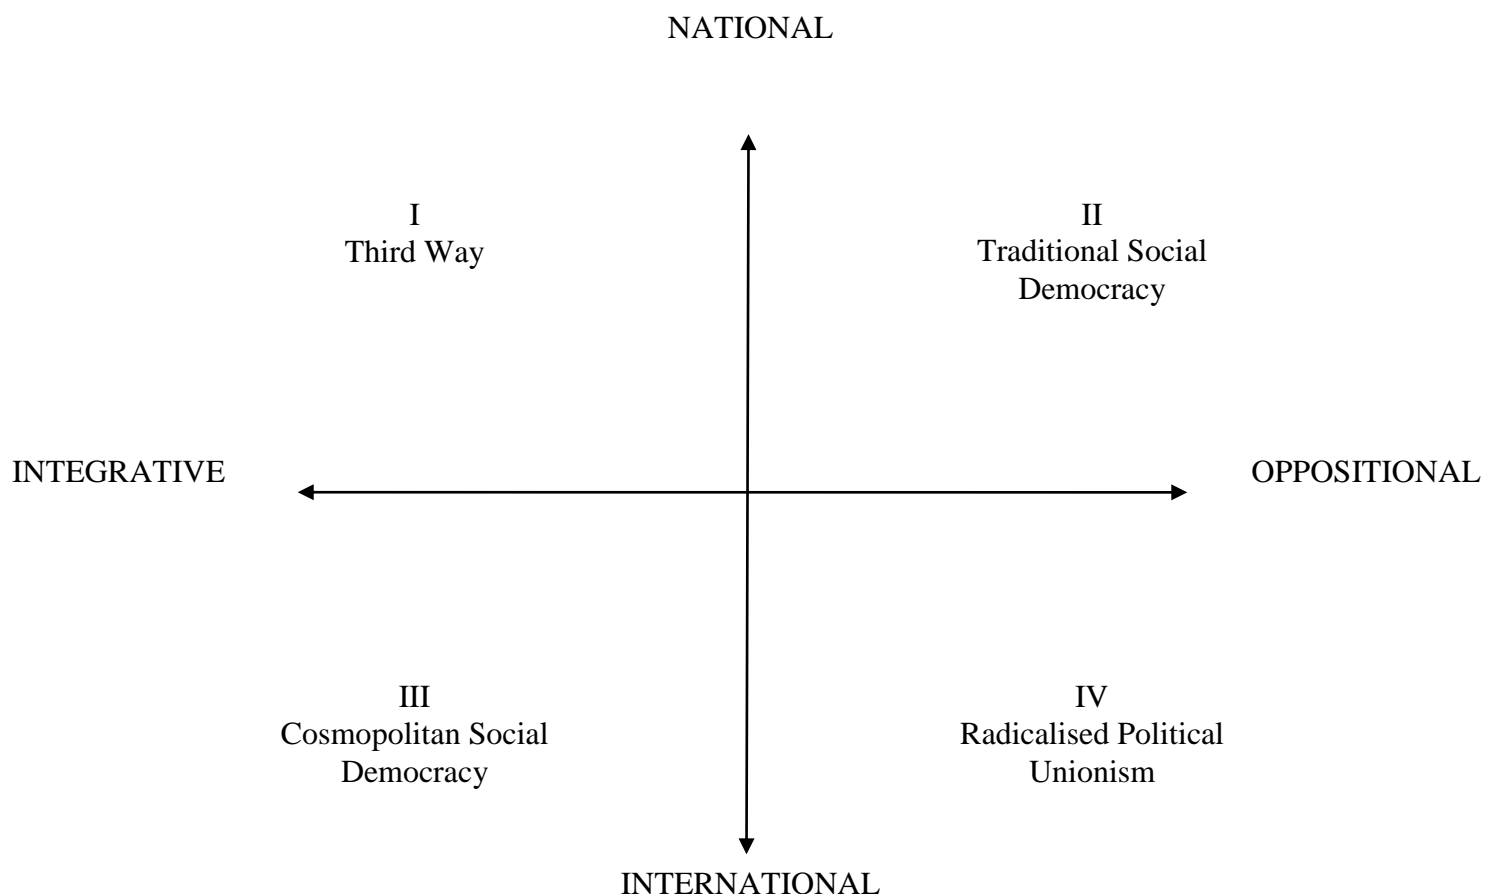 NATIONAL
I
Third Way
II
Traditional Social
Democracy
INTEGRATIVE
OPPOSITIONAL
III
Cosmopolitan Social
Democracy
IV
Radicalised Political
Unionism
INTERNATIONAL